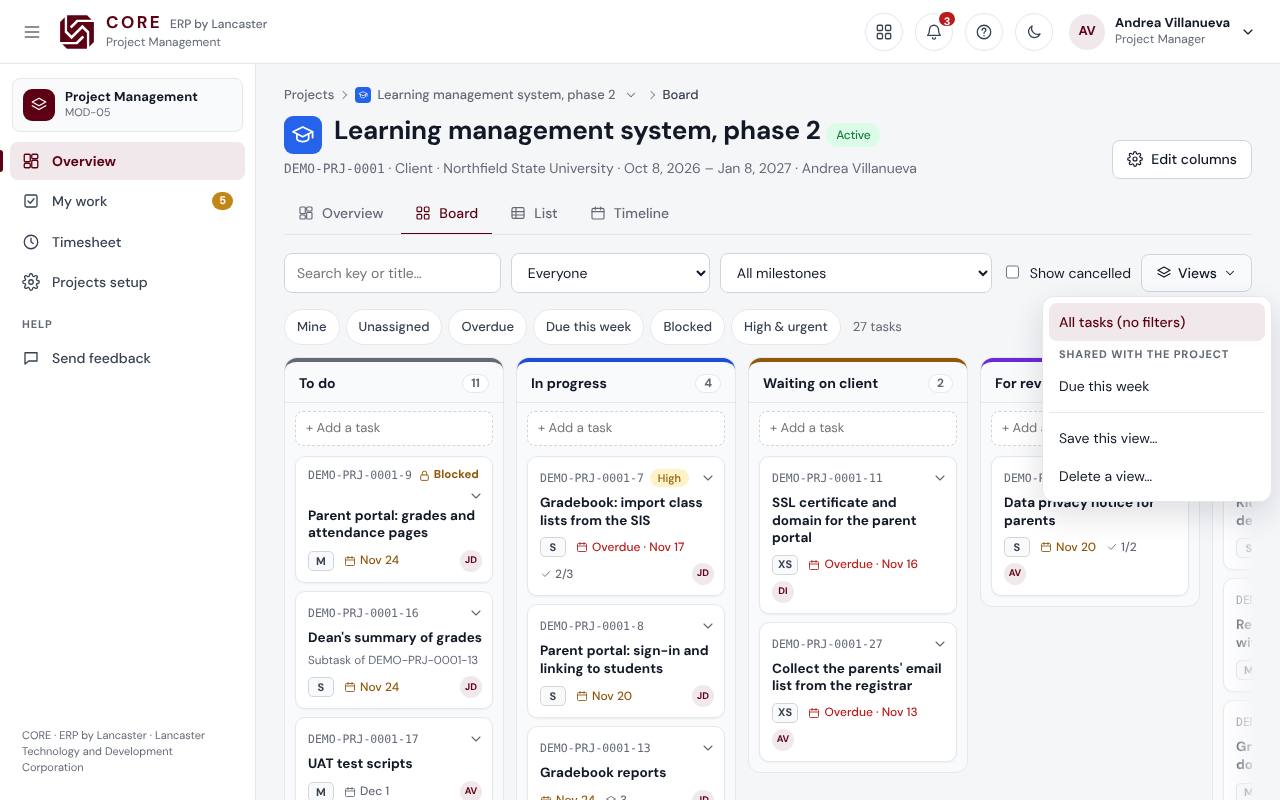 CORE ERP by Lancaster
Project Management
3
AV
Andrea Villanueva
Project Manager
Project Management
MOD-05
Overview
My work 5
Timesheet
Projects setup
HELP
Send feedback
CORE · ERP by Lancaster · Lancaster
Technology and Development
Corporation
Projects > Learning management system, phase 2 > Board
Learning management system, phase 2 Active
DEMO-PRJ-0001 · Client · Northfield State University · Oct 8, 2026 – Jan 8, 2027 · Andrea Villanueva
Edit columns
Overview Board List Timeline
Search key or title… Everyone All milestones Show cancelled Views
Mine Unassigned Overdue Due this week Blocked High & urgent 27 tasks
All tasks (no filters)
SHARED WITH THE PROJECT
Due this week
Save this view…
Delete a view…
To do 11
+ Add a task
DEMO-PRJ-0001-9 Blocked
Parent portal: grades and
attendance pages
M Nov 24 JD
DEMO-PRJ-0001-16
Dean's summary of grades
Subtask of DEMO-PRJ-0001-13
S Nov 24 JD
DEMO-PRJ-0001-17
UAT test scripts
M Dec 1 AV
In progress 4
+ Add a task
DEMO-PRJ-0001-7 High
Gradebook: import class
lists from the SIS
S Overdue · Nov 17
2/3 JD
DEMO-PRJ-0001-8
Parent portal: sign-in and
linking to students
S Nov 20 JD
DEMO-PRJ-0001-13
Gradebook reports
Nov 24 3 JD
Waiting on client 2
+ Add a task
DEMO-PRJ-0001-11
SSL certificate and
domain for the parent
portal
XS Overdue · Nov 16
DI
DEMO-PRJ-0001-27
Collect the parents' email
list from the registrar
XS Overdue · Nov 13
AV
For rev
+ Add a
Data privacy notice for
parents
S Nov 20 1/2
AV
de
S
DE
Re
wi
M
DE
Gr
do
M